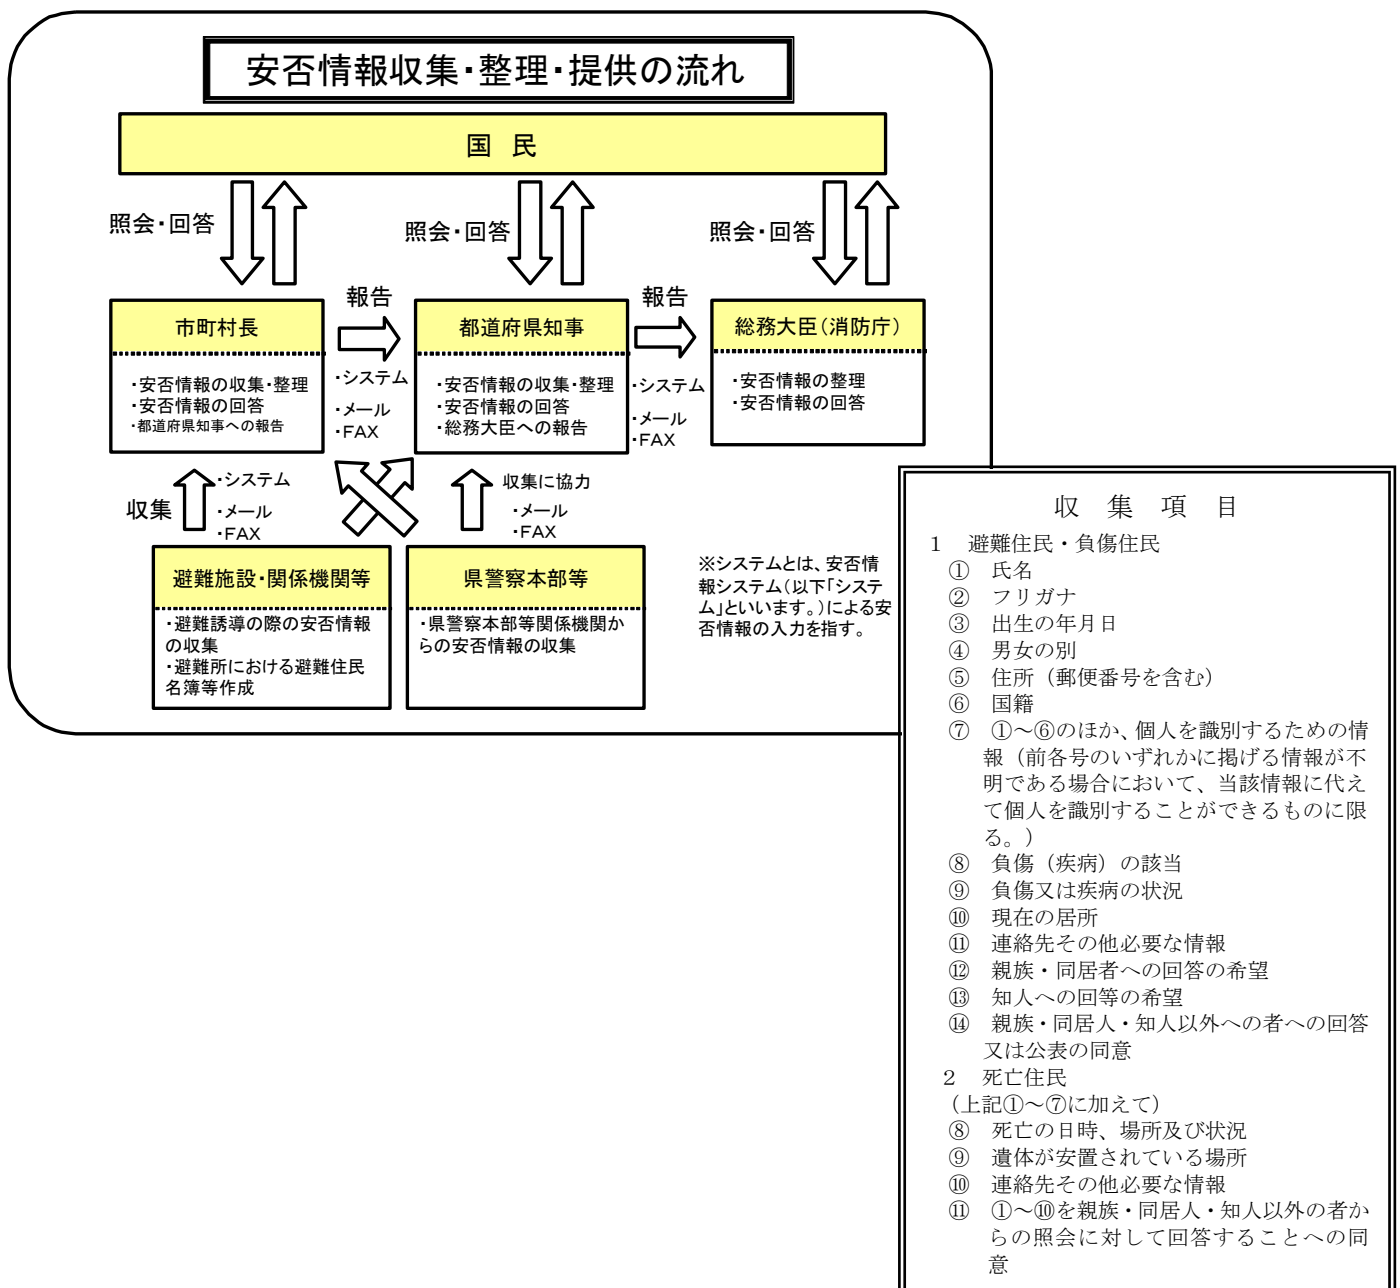 安否情報収集・整理・提供の流れ
国 民
照会・回答
照会・回答
照会・回答
市町村長
・安否情報の収集・整理
・安否情報の回答
・都道府県知事への報告
報告
・システム
・メール
・FAX
都道府県知事
・安否情報の収集・整理
・安否情報の回答
・総務大臣への報告
報告
・システム
・メール
・FAX
総務大臣（消防庁）
・安否情報の整理
・安否情報の回答
収集
・システム
・メール
・FAX
収集に協力
・メール
・FAX
避難施設・関係機関等
・避難誘導の際の安否情報
の収集
・避難所における避難住民
名簿等作成
県警察本部等
・県警察本部等関係機関か
らの安否情報の収集
※システムとは、安否情
報システム（以下「システ
ム」といいます。）による安
否情報の入力を指す。
収 集 項 目
１ 避難住民・負傷住民
① 氏名
② フリガナ
③ 出生の年月日
④ 男女の別
⑤ 住所（郵便番号を含む）
⑥ 国籍
⑦ ①～⑥のほか、個人を識別するための情
報（前各号のいずれかに掲げる情報が不
明である場合において、当該情報に代え
て個人を識別することができるものに限
る。）
⑧ 負傷（疾病）の該当
⑨ 負傷又は疾病の状況
⑩ 現在の居所
⑪ 連絡先その他必要な情報
⑫ 親族・同居者への回答の希望
⑬ 知人への回等の希望
⑭ 親族・同居人・知人以外への者への回答
又は公表の同意
２ 死亡住民
（上記①～⑦に加えて）
⑧ 死亡の日時、場所及び状況
⑨ 遺体が安置されている場所
⑩ 連絡先その他必要な情報
⑪ ①～⑩を親族・同居人・知人以外の者か
らの照会に対して回答することへの同
意